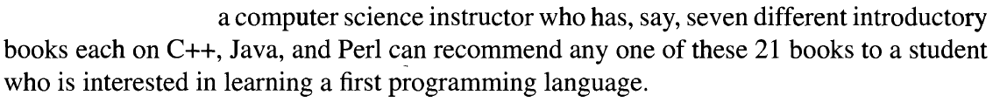 a computer science instructor who has, say, seven different introductory
books each on C++, Java, and Perl can recommend any one of these 21 books to a student
who is interested in learning a first programming language.